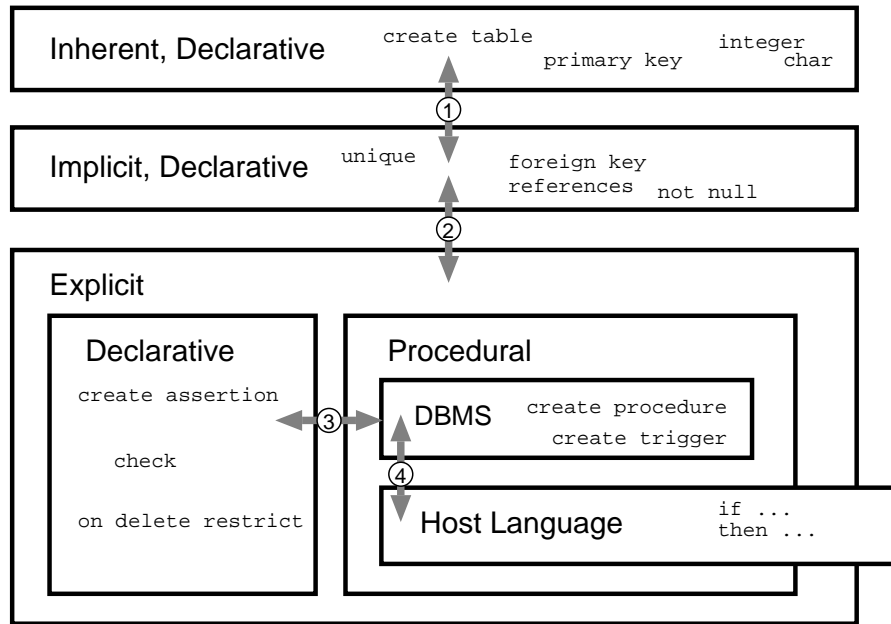 Inherent, Declarative
create table
primary key
integer
char
1
Implicit, Declarative
unique
foreign key
references
not null
2
Explicit
Declarative
create assertion
check
on delete restrict
3
Procedural
DBMS
create procedure
create trigger
4
Host Language
if ...
then ...